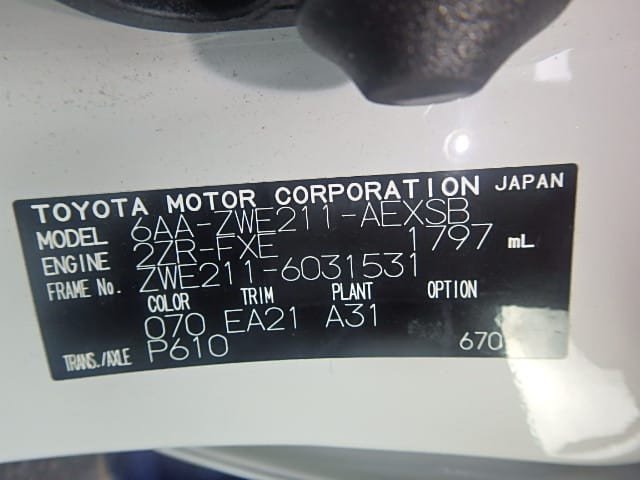 TOYOTA MOTOR CORPORATION JAPAN
MODEL 6AA-ZWE211-AEXSB
ENGINE 2ZR-FXE 1797 mL
FRAME No. ZWE211-6031531
COLOR TRIM PLANT OPTION
070 EA21 A31
TRANS./AXLE P610 670